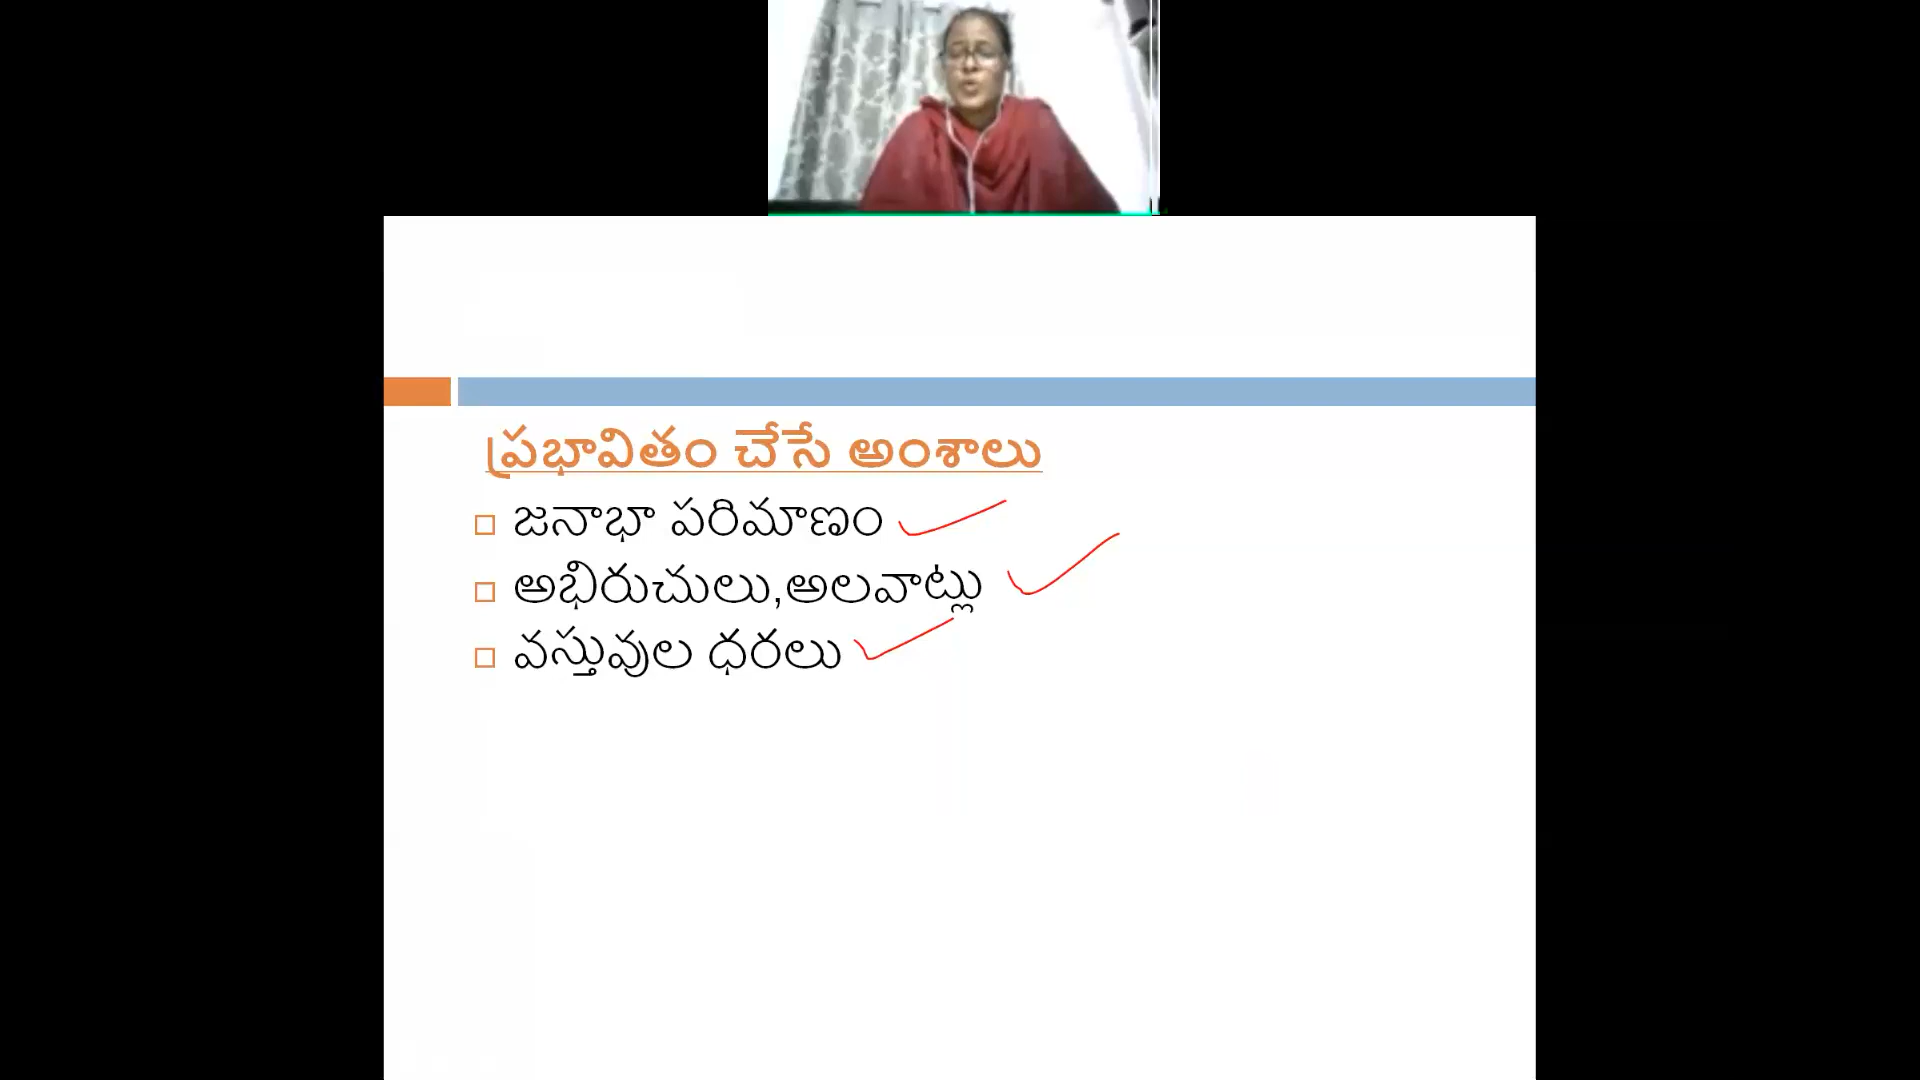 ప్రభావితం చేసే అంశాలు
జనాభా పరిమాణం
అభిరుచులు,అలవాట్లు
వస్తువుల ధరలు